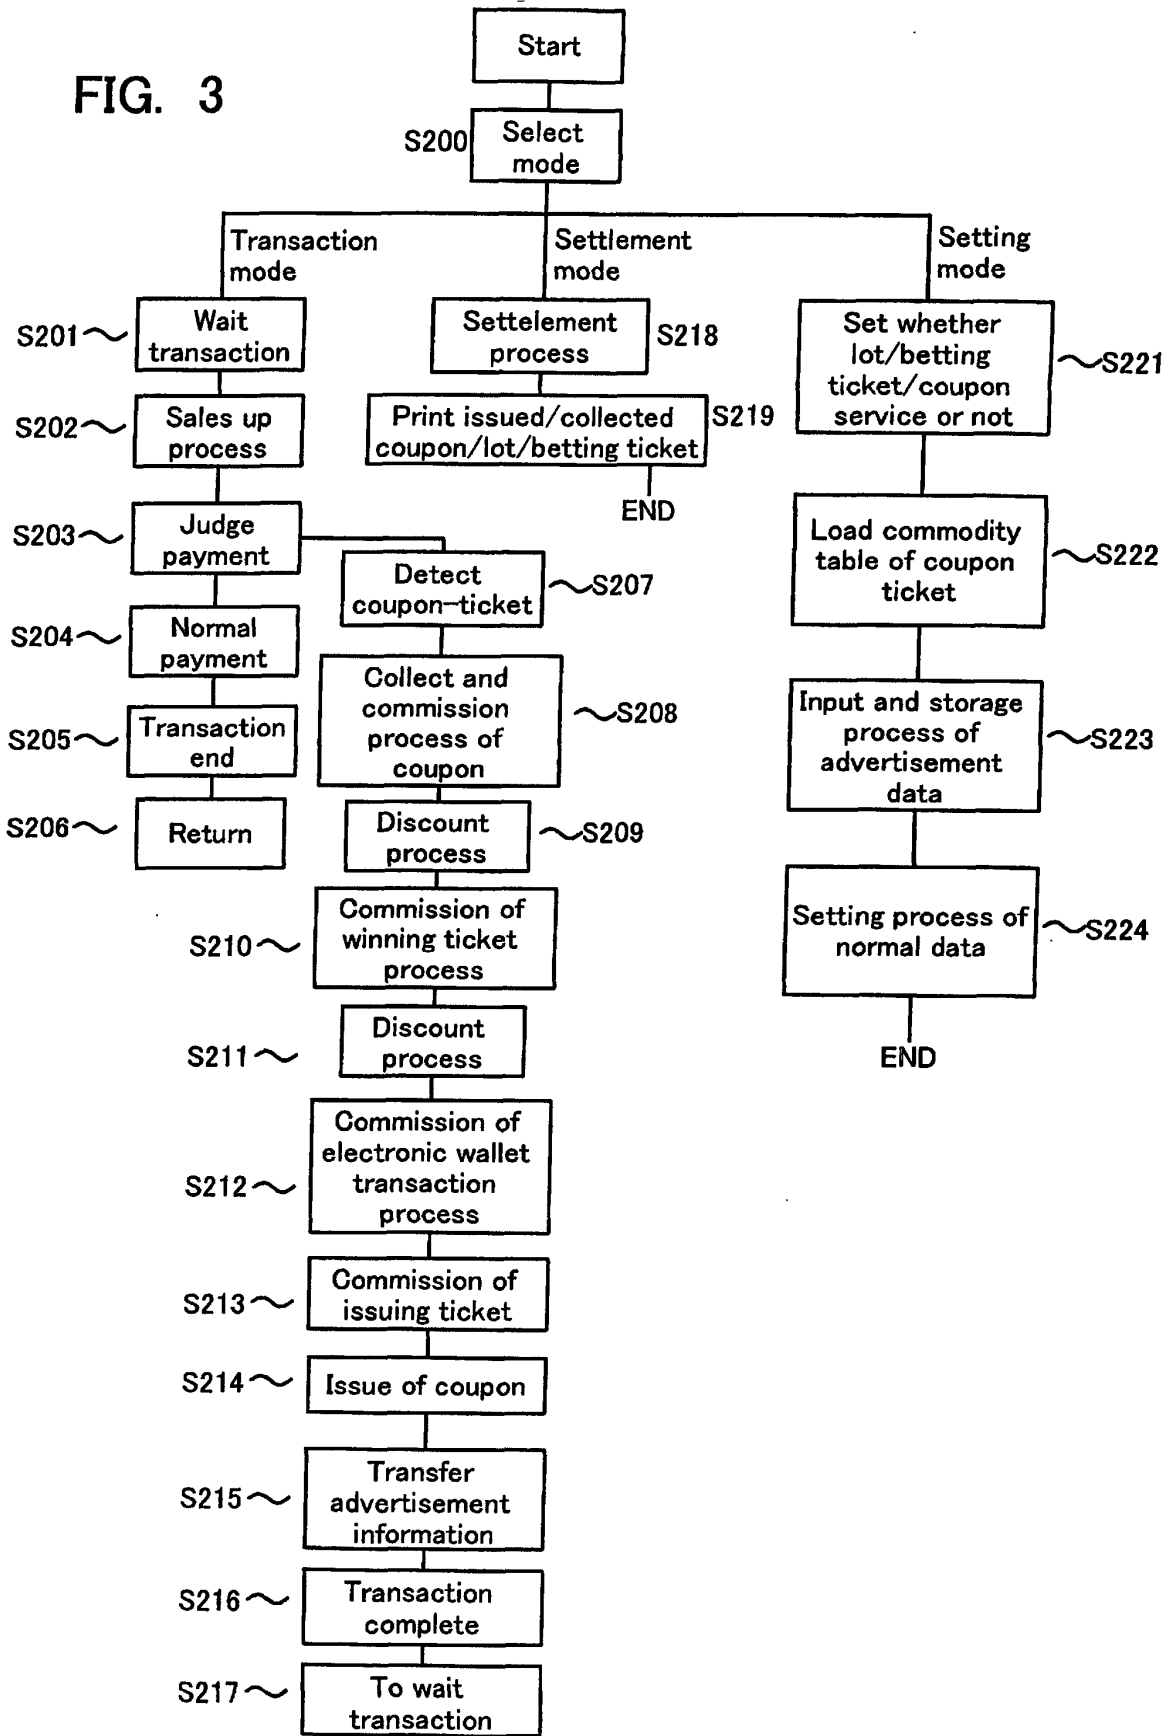 FIG. 3
Start
S200
Select
mode
Transaction
mode
Settlement
mode
Setting
mode
S201
Wait
transaction
S202
Sales up
process
S203
Judge
payment
S204
Normal
payment
S205
Transaction
end
S206
Return
Detect
coupon-ticket
S207
Collect and
commission
process of
coupon
S208
Discount
process
S209
S210
Commission of
winning ticket
process
S211
Discount
process
S212
Commission of
electronic wallet
transaction
process
S213
Commission of
issuing ticket
S214
Issue of coupon
S215
Transfer
advertisement
information
S216
Transaction
complete
S217
To wait
transaction
Settelement
process
S218
Print issued/collected
coupon/lot/betting ticket
S219
END
Set whether
lot/betting
ticket/coupon
service or not
S221
Load commodity
table of coupon
ticket
S222
Input and storage
process of
advertisement
data
S223
Setting process of
normal data
S224
END